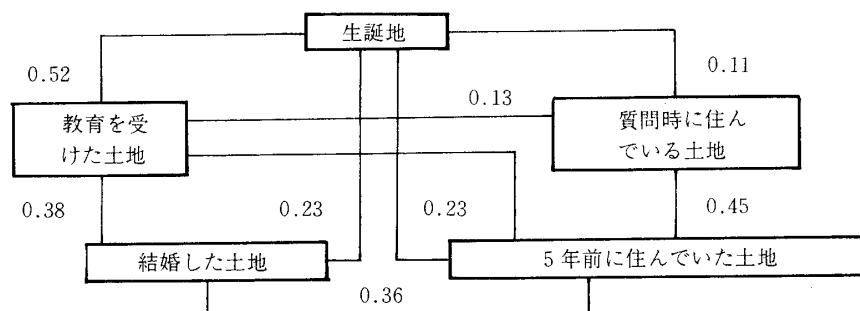 生誕地
0.52
0.11
0.13
教育を受
けた土地
質問時に住ん
でいる土地
0.38
0.23
0.23
0.45
結婚した土地
5年前に住んでいた土地
0.36